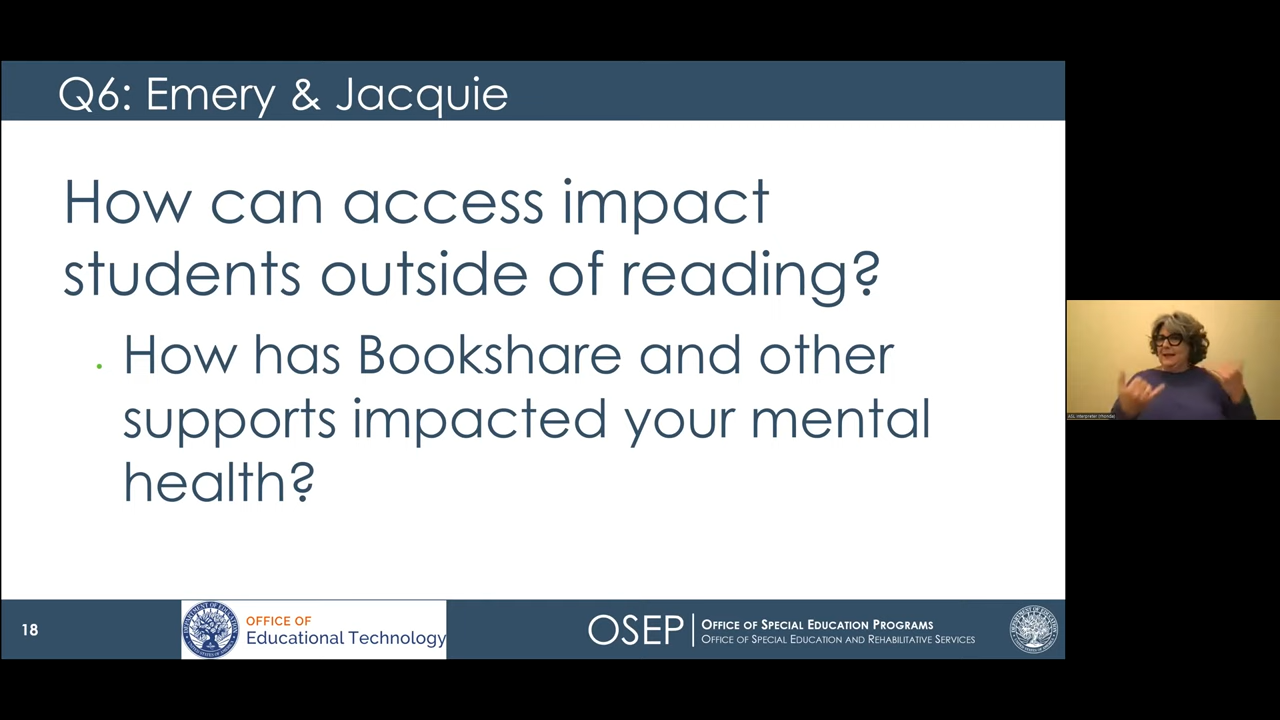 Q6: Emery & Jacquie
How can access impact
students outside of reading?
• How has Bookshare and other
supports impacted your mental
health?
18
OFFICE OF
Educational Technology
OSEP
OFFICE OF SPECIAL EDUCATION PROGRAMS
OFFICE OF SPECIAL EDUCATION AND REHABILITATIVE SERVICES